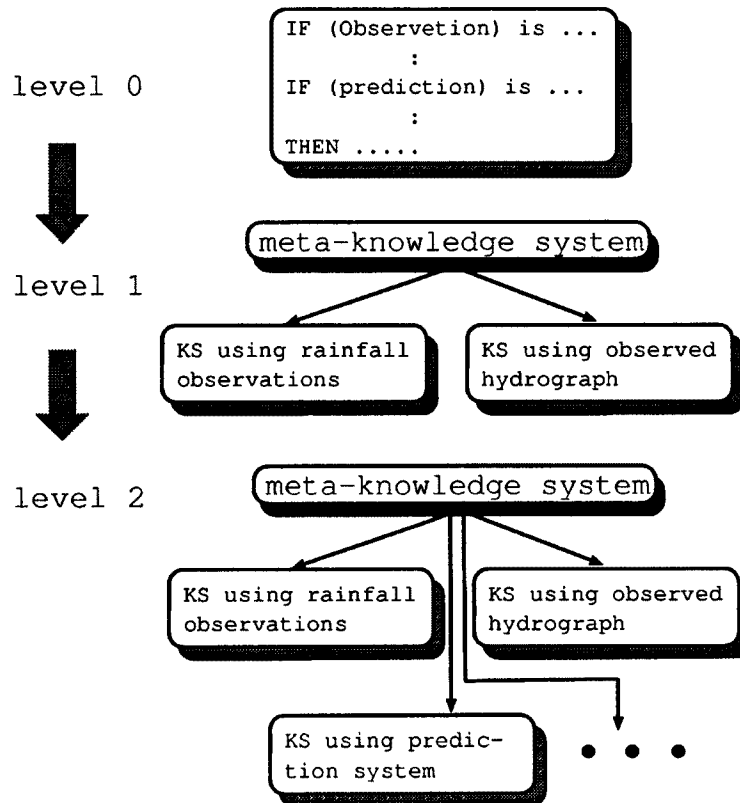 IF (Observetion) is ...
:
IF (prediction) is ...
:
THEN .....
level 0
meta-knowledge system
level 1
KS using rainfall
observations
KS using observed
hydrograph
level 2
meta-knowledge system
KS using rainfall
observations
KS using observed
hydrograph
KS using predic-
tion system
• • •